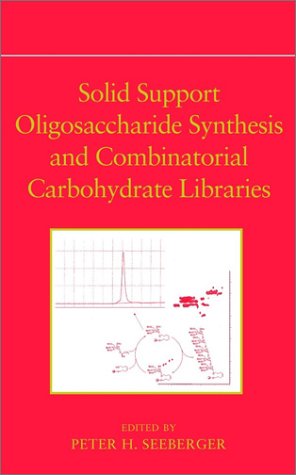 Solid Support
Oligosaccharide Synthesis
and Combinatorial
Carbohydrate Libraries
EDITED BY
PETER H. SEEBERGER